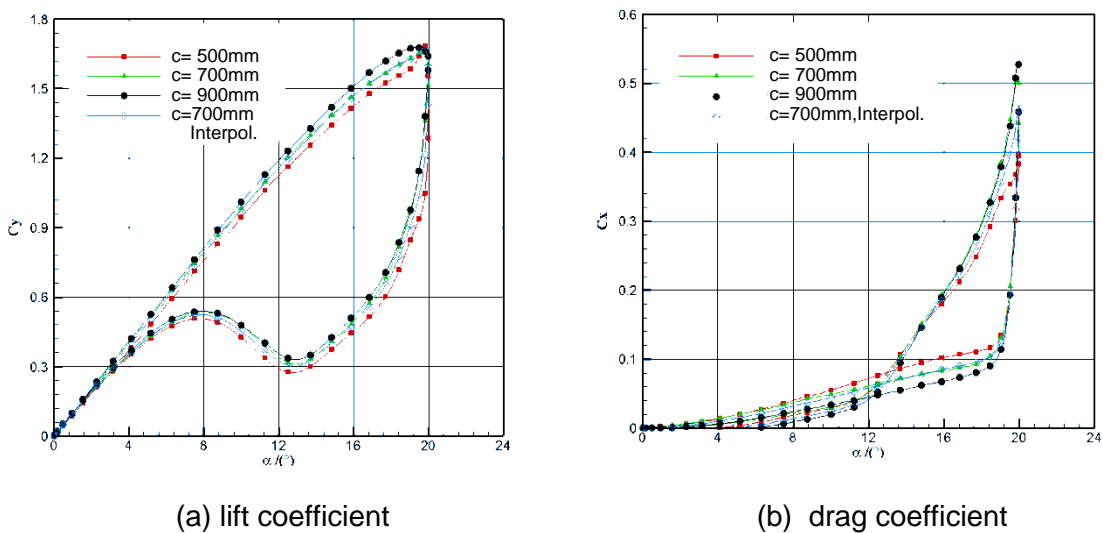 1.8
1.5
1.2
0.9
0.6
0.3
0
Cy
c= 500mm
c= 700mm
c= 900mm
c=700mm
Interpol.
0 4 8 12 16 20 24
α /(°)
(a) lift coefficient
0.6
0.5
0.4
0.3
0.2
0.1
0
Cx
c= 500mm
c= 700mm
c= 900mm
c=700mm,Interpol.
0 4 8 12 16 20 24
α /(°)
(b) drag coefficient